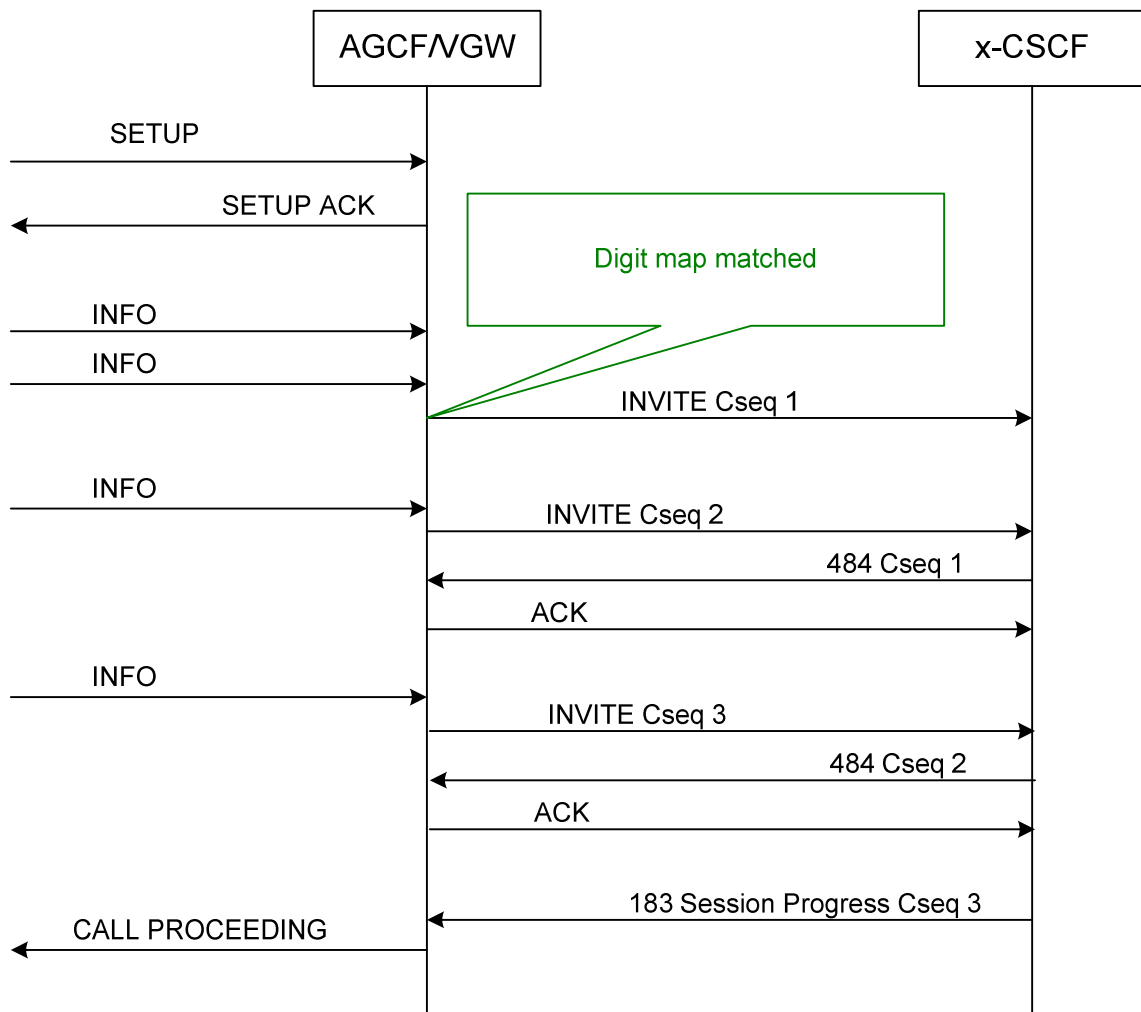 AGCF/VGW
x-CSCF
SETUP
SETUP ACK
Digit map matched
INFO
INFO
INVITE Cseq 1
INFO
INVITE Cseq 2
484 Cseq 1
ACK
INFO
INVITE Cseq 3
484 Cseq 2
ACK
183 Session Progress Cseq 3
CALL PROCEEDING